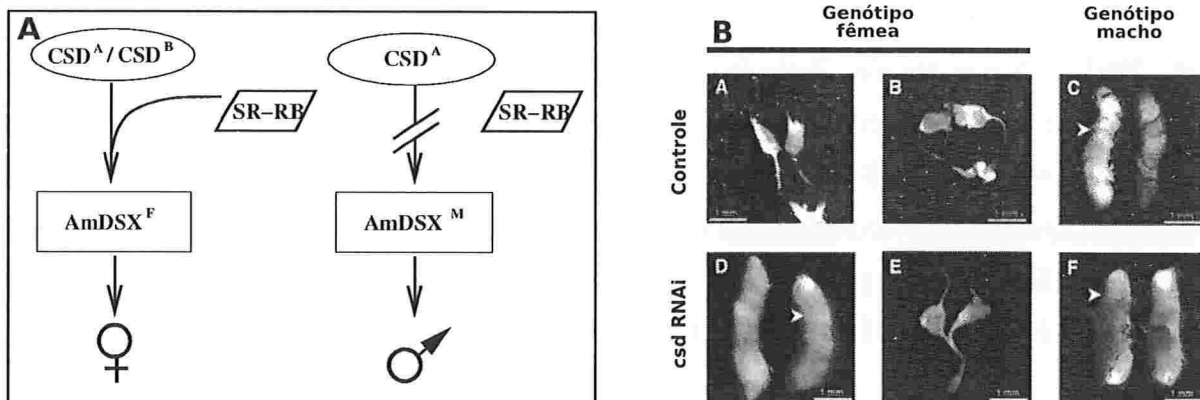 A
CSD A / CSD B
CSD A
SR–RB
SR–RB
AmDSX F
AmDSX M
B
Genótipo
fêmea
Genótipo
macho
Controle
csd RNAi
A
B
C
1 mm
1 mm
1 mm
D
E
F
1 mm
1 mm
1 mm